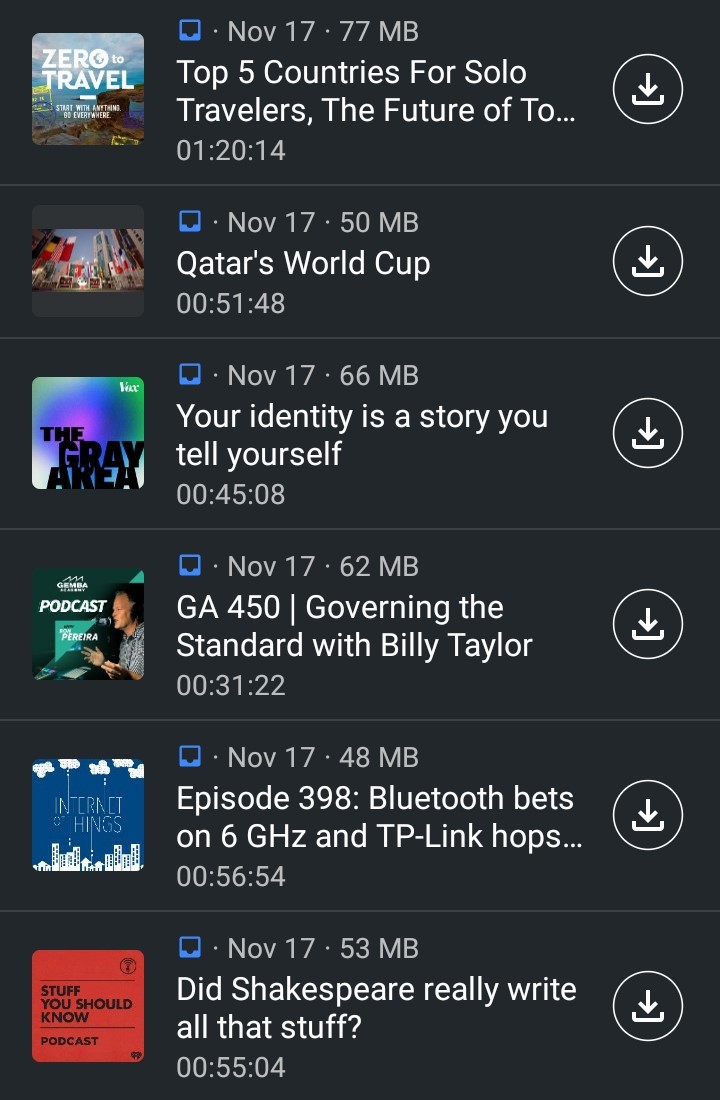 ZERO to
TRAVEL
START WITH ANYTHING.
GO EVERYWHERE.
· Nov 17 · 77 MB
Top 5 Countries For Solo
Travelers, The Future of To...
01:20:14
· Nov 17 · 50 MB
Qatar's World Cup
00:51:48
Vox
THE
GRAY
AREA
· Nov 17 · 66 MB
Your identity is a story you
tell yourself
00:45:08
GEMBA
ACADEMY
PODCAST
WITH
RON
PEREIRA
· Nov 17 · 62 MB
GA 450 | Governing the
Standard with Billy Taylor
00:31:22
INTERNET
OF THINGS
· Nov 17 · 48 MB
Episode 398: Bluetooth bets
on 6 GHz and TP-Link hops...
00:56:54
STUFF
YOU SHOULD
KNOW
PODCAST
· Nov 17 · 53 MB
Did Shakespeare really write
all that stuff?
00:55:04